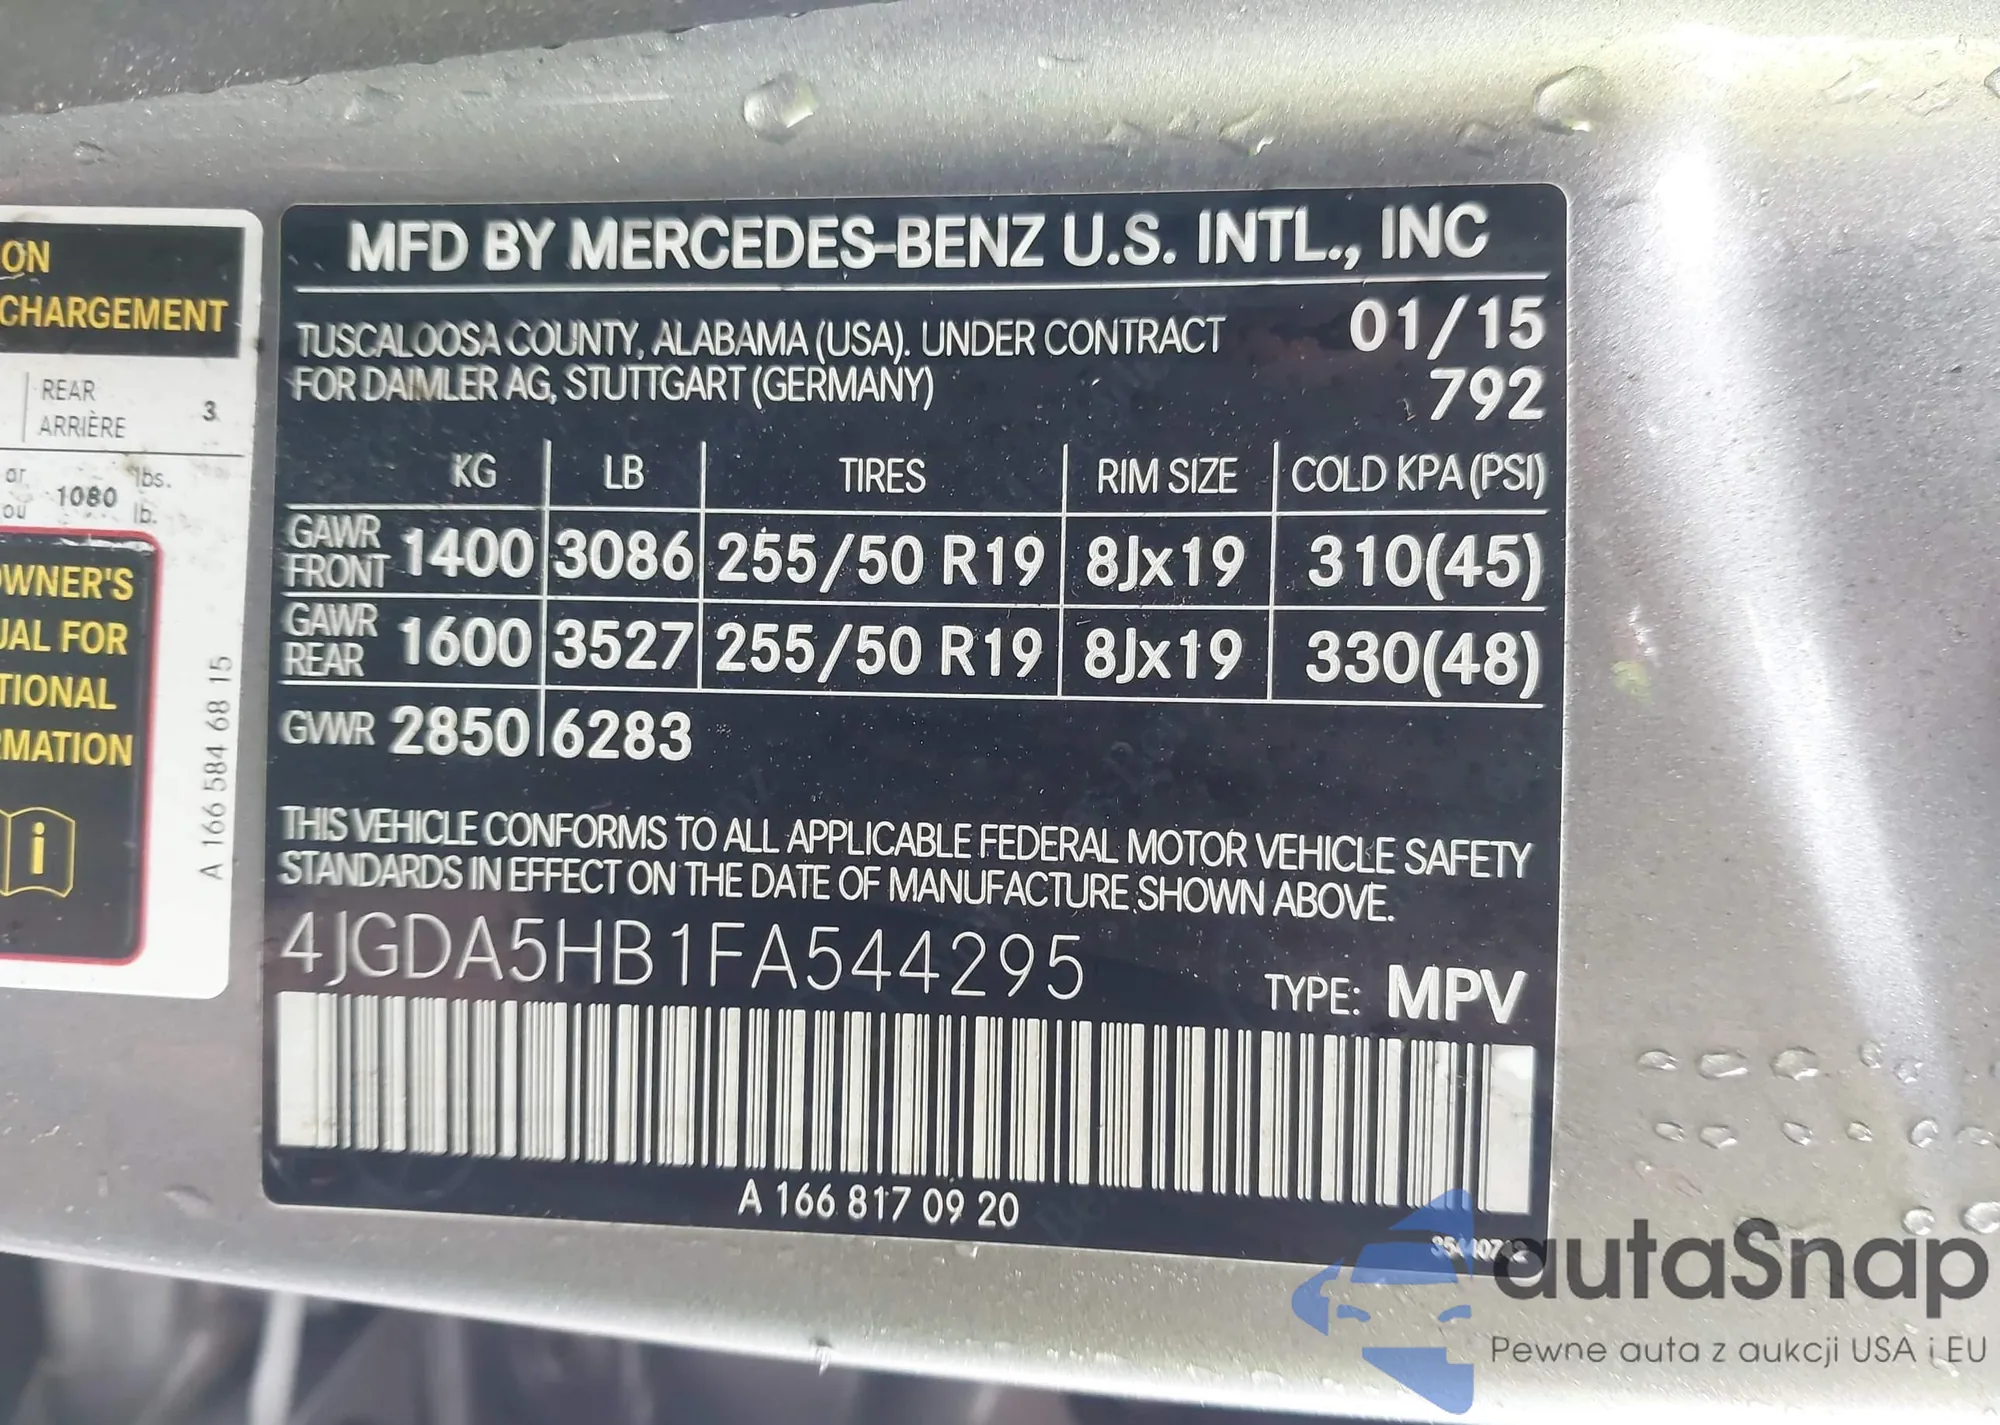 ON
CHARGEMENT
REAR
ARRIÈRE 3
or
ou 1080 lbs.
lb.
OWNER'S
UAL FOR
TIONAL
RMATION
i
A 166 584 68 15
MFD BY MERCEDES-BENZ U.S. INTL., INC
TUSCALOOSA COUNTY, ALABAMA (USA). UNDER CONTRACT 01/15
FOR DAIMLER AG, STUTTGART (GERMANY) 792
KG LB TIRES RIM SIZE COLD KPA (PSI)
GAWR
FRONT 1400 3086 255/50 R19 8Jx19 310(45)
GAWR
REAR 1600 3527 255/50 R19 8Jx19 330(48)
GVWR 2850 6283
THIS VEHICLE CONFORMS TO ALL APPLICABLE FEDERAL MOTOR VEHICLE SAFETY
STANDARDS IN EFFECT ON THE DATE OF MANUFACTURE SHOWN ABOVE.
4JGDA5HB1FA544295 TYPE: MPV
A 166 817 09 20
autaSnap
Pewne auta z aukcji USA i EU